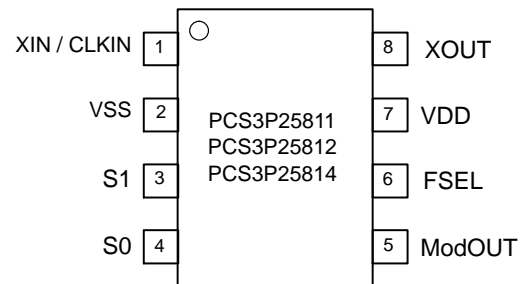 XIN / CLKIN 1 8 XOUT
VSS 2 7 VDD
PCS3P25811
PCS3P25812
PCS3P25814
S1 3 6 FSEL
S0 4 5 ModOUT